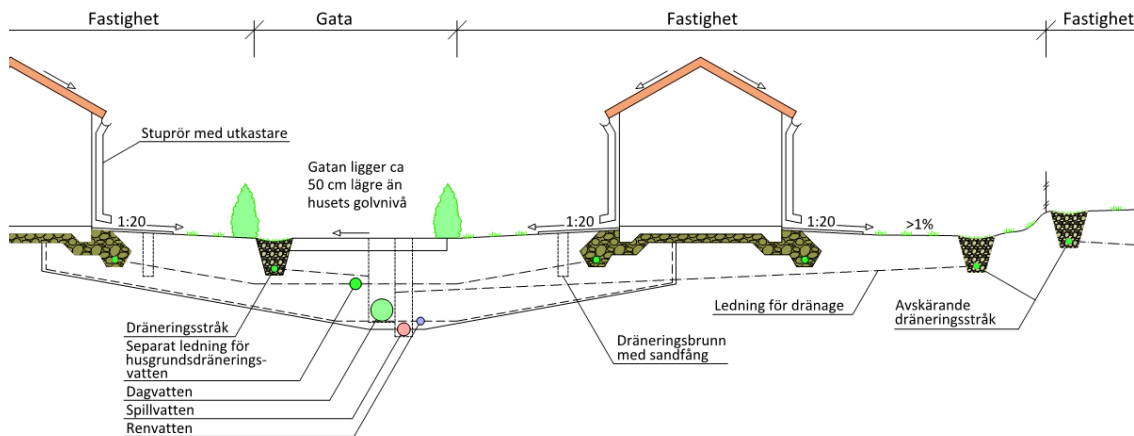 Fastighet
Gata
Fastighet
Fastighet
Stuprör med utkastare
Gatan ligger ca
50 cm lägre än
husets golvnivå
1:20
1:20
1:20
>1%
Dräneringsstråk
Separat ledning för
husgrundsdränerings-
vatten
Dagvatten
Spillvatten
Renvatten
Dräneringsbrunn
med sandfång
Ledning för dränage
Avskärande
dräneringsstråk